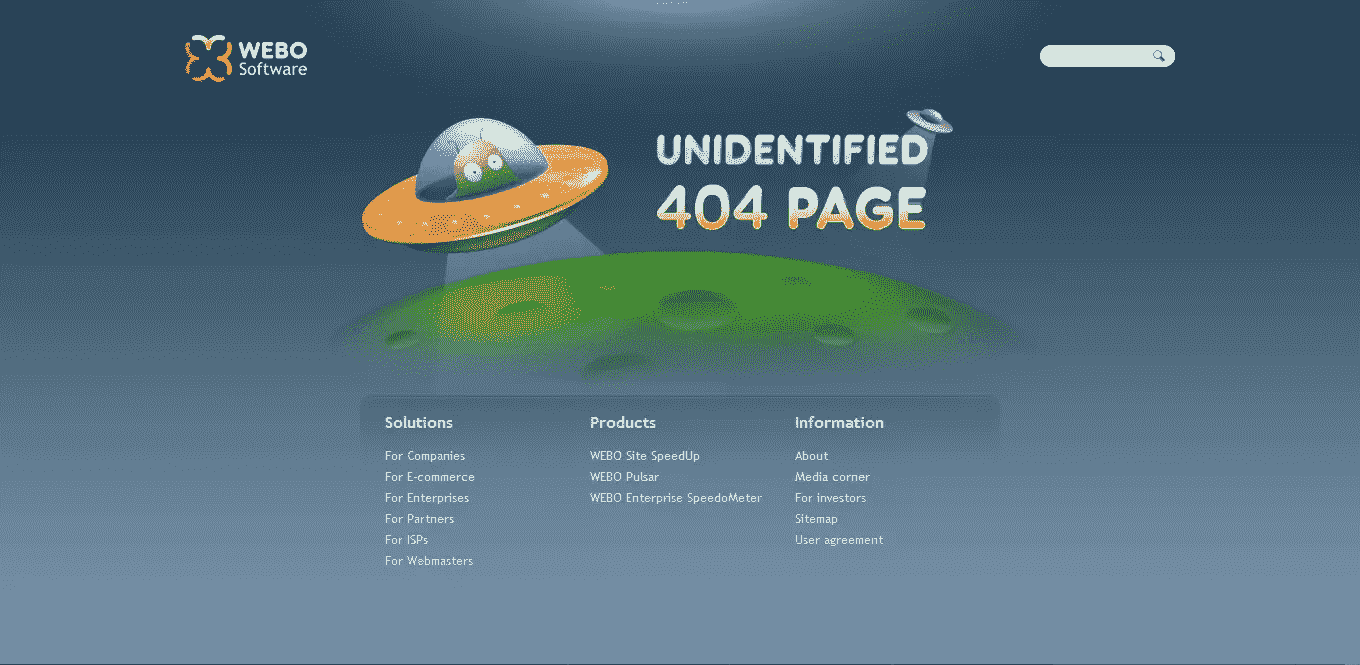 WEBO
Software
UNIDENTIFIED
404 PAGE
Solutions
For Companies
For E-commerce
For Enterprises
For Partners
For ISPs
For Webmasters
Products
WEBO Site SpeedUp
WEBO Pulsar
WEBO Enterprise SpeedoMeter
Information
About
Media corner
For investors
Sitemap
User agreement